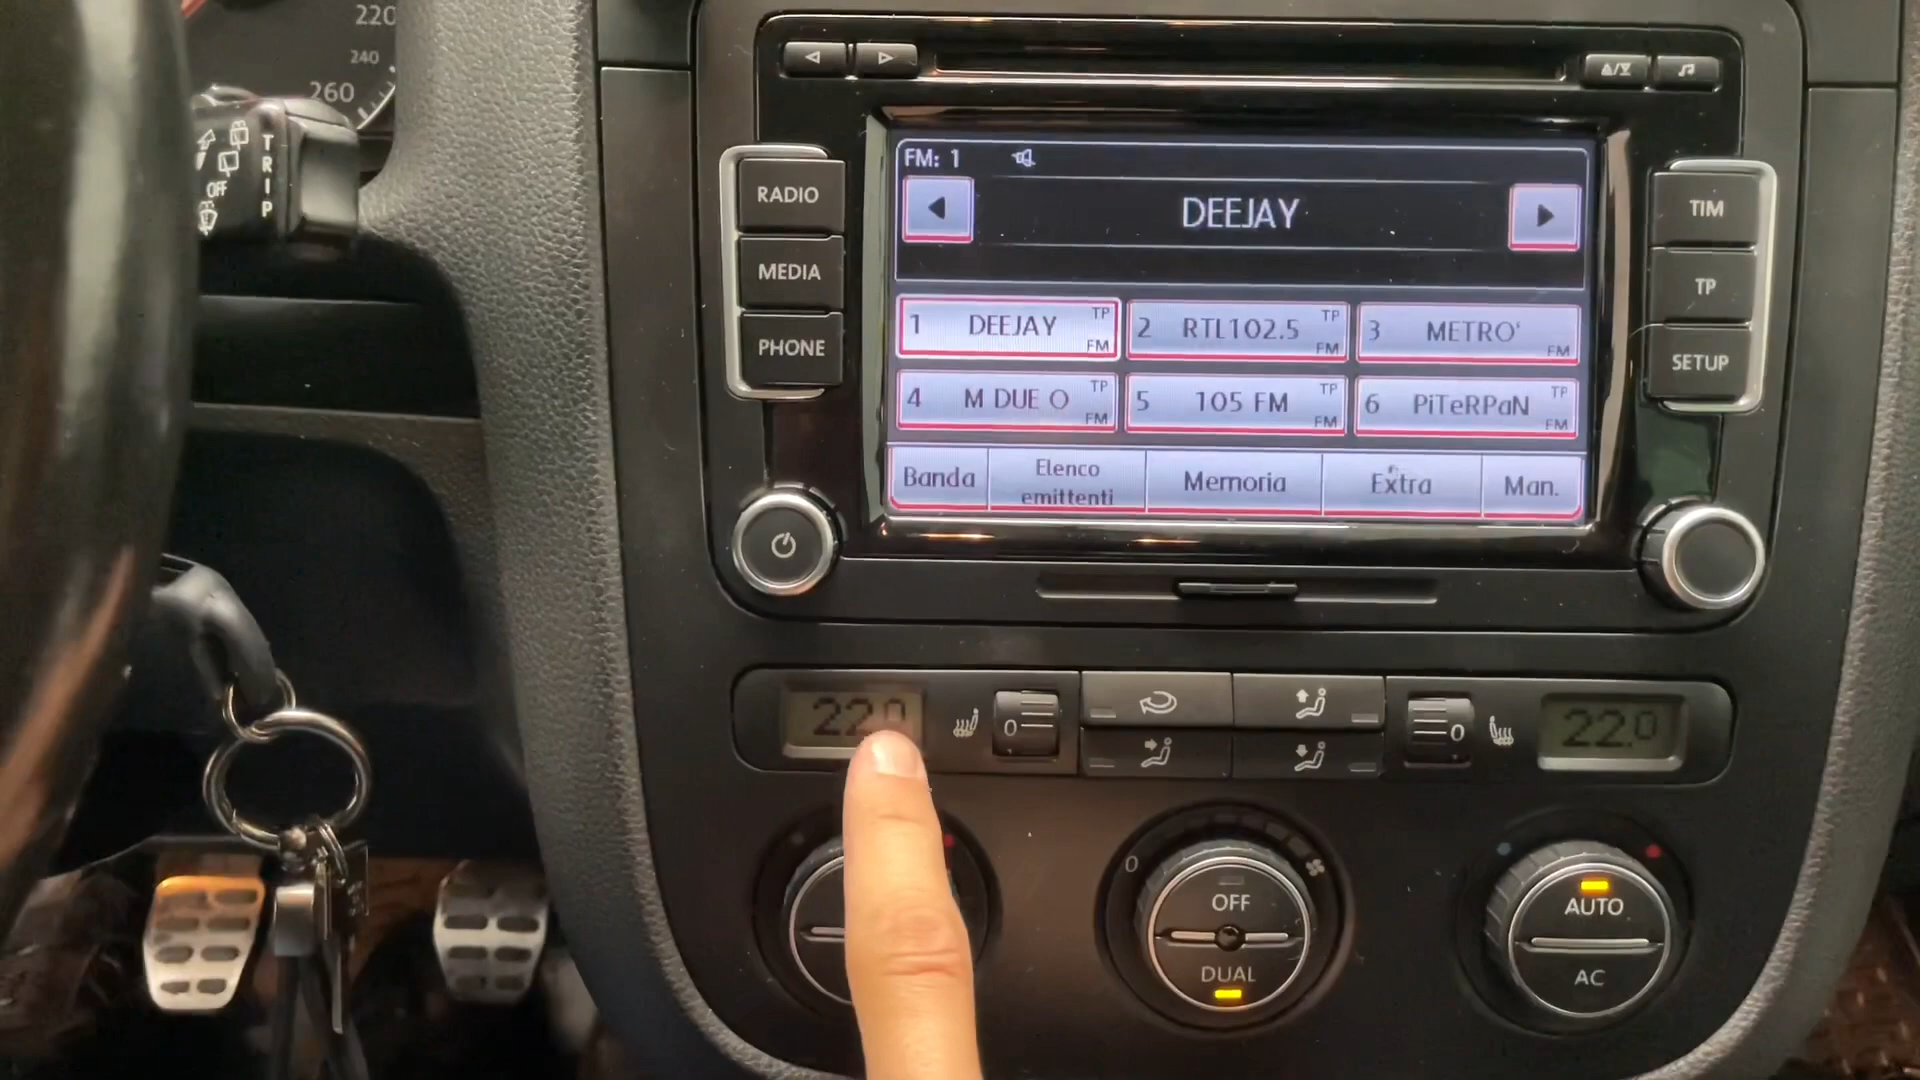 220
240
260
TRIP
OFF
RADIO
MEDIA
PHONE
FM: 1
DEEJAY
1 DEEJAY TP FM
2 RTL102.5 TP FM
3 METRO' FM
4 M DUE O TP FM
5 105 FM TP FM
6 PiTeRPaN TP FM
Banda
Elenco
emittenti
Memoria
Extra
Man.
TIM
TP
SETUP
22.0
0
0
22.0
0
OFF
DUAL
AUTO
AC